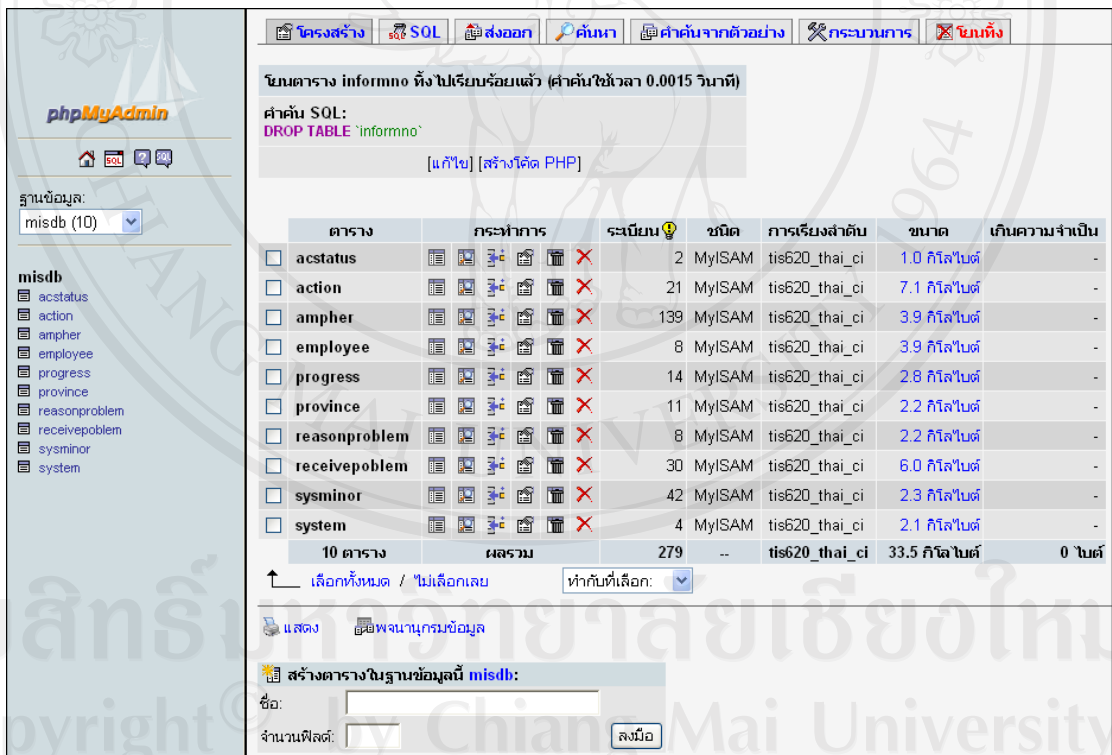 phpMyAdmin
SQL
SQL
ฐานข้อมูล:
misdb (10)
misdb
acstatus
action
ampher
employee
progress
province
reasonproblem
receivepoblem
sysminor
system
โครงสร้าง SQL ส่งออก ค้นหา คำค้นจากตัวอย่าง กระบวนการ โยนทิ้ง
โยนตาราง informno ทิ้งไปเรียบร้อยแล้ว (คำค้นใช้เวลา 0.0015 วินาที)
คำค้น SQL:
DROP TABLE `informno`
[แก้ไข] [สร้างโค้ด PHP]
ตาราง กระทำการ ระเบียน ชนิด การเรียงลำดับ ขนาด เกินความจำเป็น
acstatus 2 MyISAM tis620_thai_ci 1.0 กิโลไบต์ -
action 21 MyISAM tis620_thai_ci 7.1 กิโลไบต์ -
ampher 139 MyISAM tis620_thai_ci 3.9 กิโลไบต์ -
employee 8 MyISAM tis620_thai_ci 3.9 กิโลไบต์ -
progress 14 MyISAM tis620_thai_ci 2.8 กิโลไบต์ -
province 11 MyISAM tis620_thai_ci 2.2 กิโลไบต์ -
reasonproblem 8 MyISAM tis620_thai_ci 2.2 กิโลไบต์ -
receivepoblem 30 MyISAM tis620_thai_ci 6.0 กิโลไบต์ -
sysminor 42 MyISAM tis620_thai_ci 2.3 กิโลไบต์ -
system 4 MyISAM tis620_thai_ci 2.1 กิโลไบต์ -
10 ตาราง ผลรวม 279 -- tis620_thai_ci 33.5 กิโลไบต์ 0 ไบต์
เลือกทั้งหมด / ไม่เลือกเลย ทำกับที่เลือก:
แสดง พจนานุกรมข้อมูล
สร้างตารางในฐานข้อมูลนี้ misdb:
ชื่อ:
จำนวนฟิลด์: ลงมือ
CHIANG MAI UNIVERSITY 1964
ยสิทธิ์มหาวิทยาลัยเชียงใหม
pyright © by Chiang Mai University